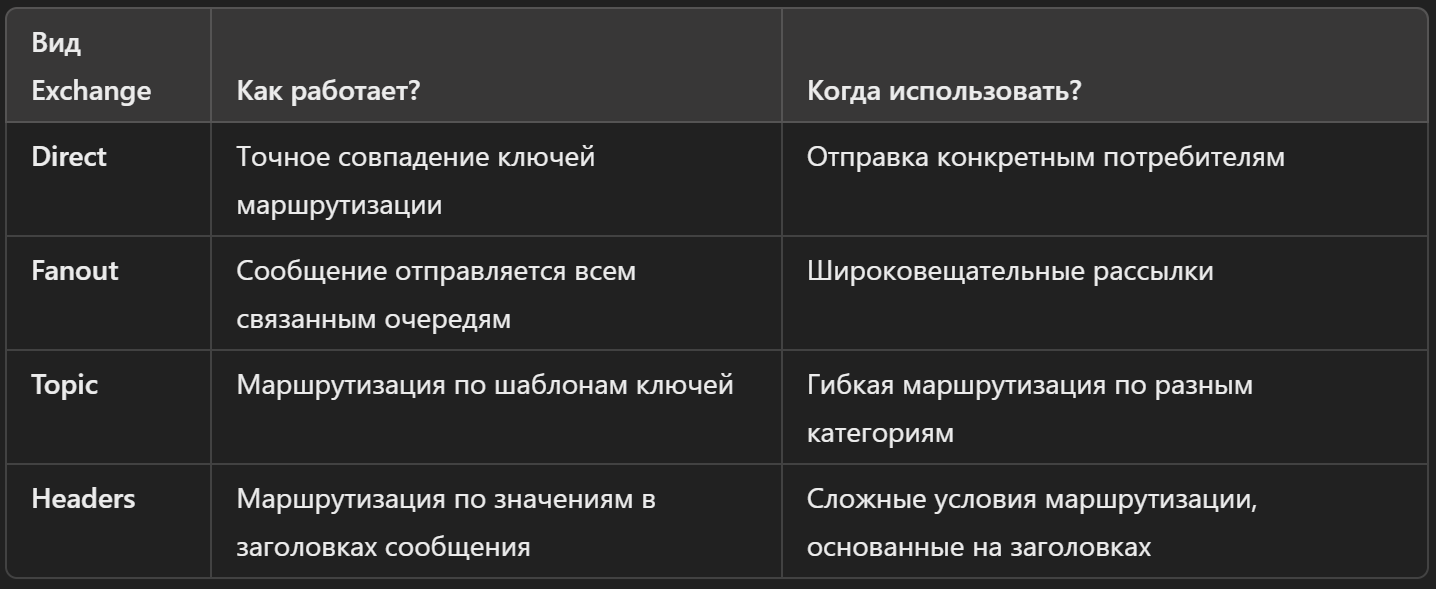 Вид
Exchange
Как работает?
Когда использовать?
Direct
Точное совпадение ключей
маршрутизации
Отправка конкретным потребителям
Fanout
Сообщение отправляется всем
связанным очередям
Широковещательные рассылки
Topic
Маршрутизация по шаблонам ключей
Гибкая маршрутизация по разным
категориям
Headers
Маршрутизация по значениям в
заголовках сообщения
Сложные условия маршрутизации,
основанные на заголовках